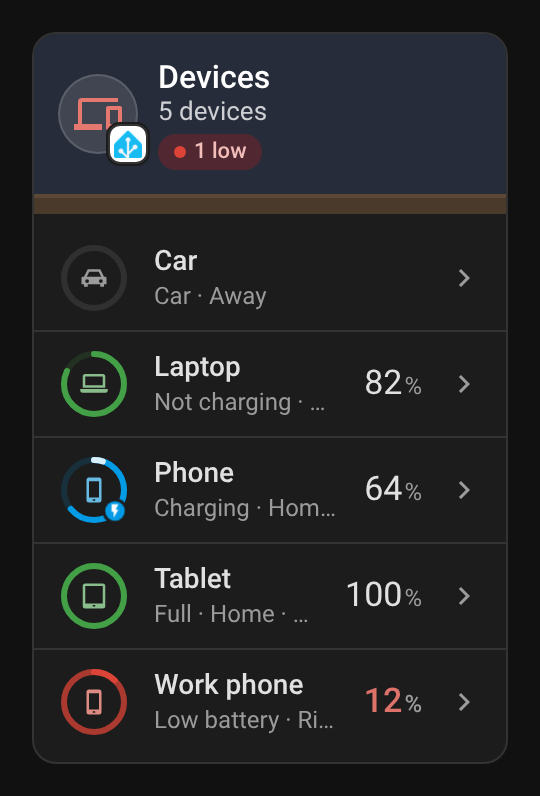 Devices
5 devices
1 low
Car
Car · Away
Laptop
82%
Not charging · ...
Phone
64%
Charging · Hom...
Tablet
100%
Full · Home · ...
Work phone
12%
Low battery · Ri...